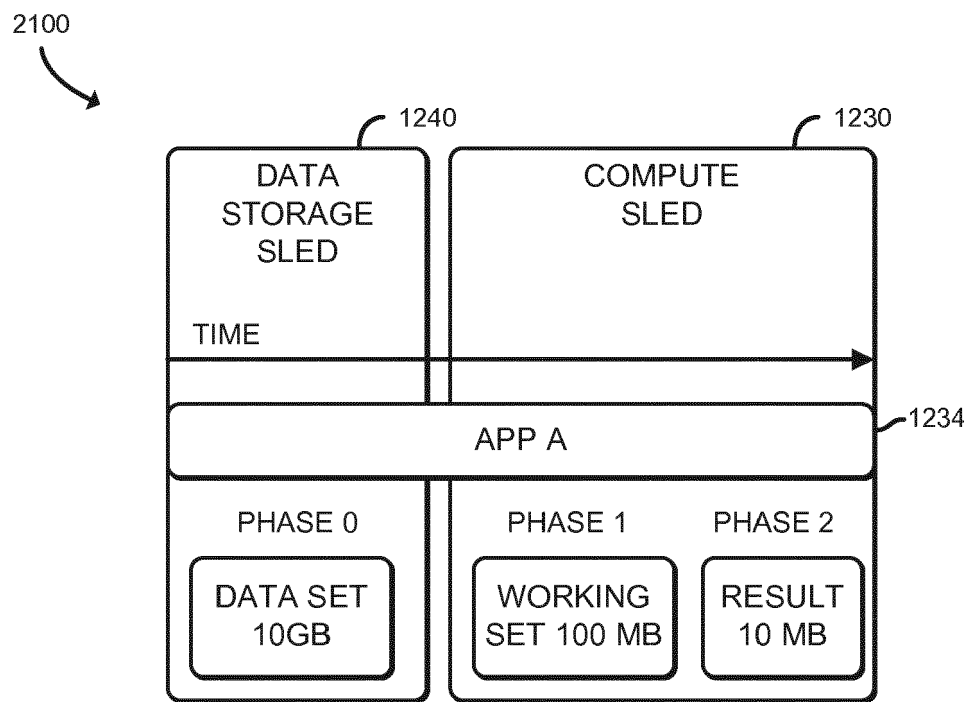 2100
1240
1230
DATA
STORAGE
SLED
COMPUTE
SLED
TIME
APP A
1234
PHASE 0
PHASE 1
PHASE 2
DATA SET
10GB
WORKING
SET 100 MB
RESULT
10 MB